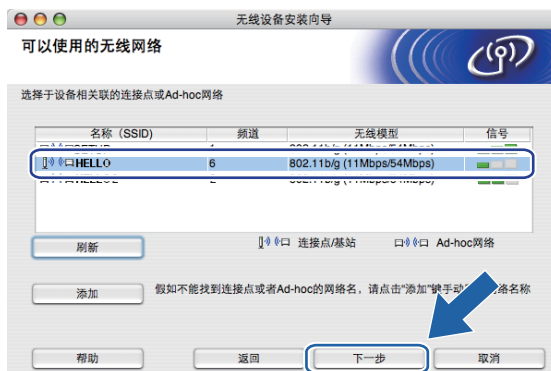 无线设备安装向导
可以使用的无线网络
选择于设备相关联的连接点或Ad-hoc网络
名称（SSID） 频道 无线模型 信号
HELLO 6 802.11b/g (11Mbps/54Mbps)
刷新 连接点/基站 Ad-hoc网络
添加 假如不能找到连接点或者Ad-hoc的网络名，请点击“添加”键手动 网络名称
帮助 返回 下一步 取消